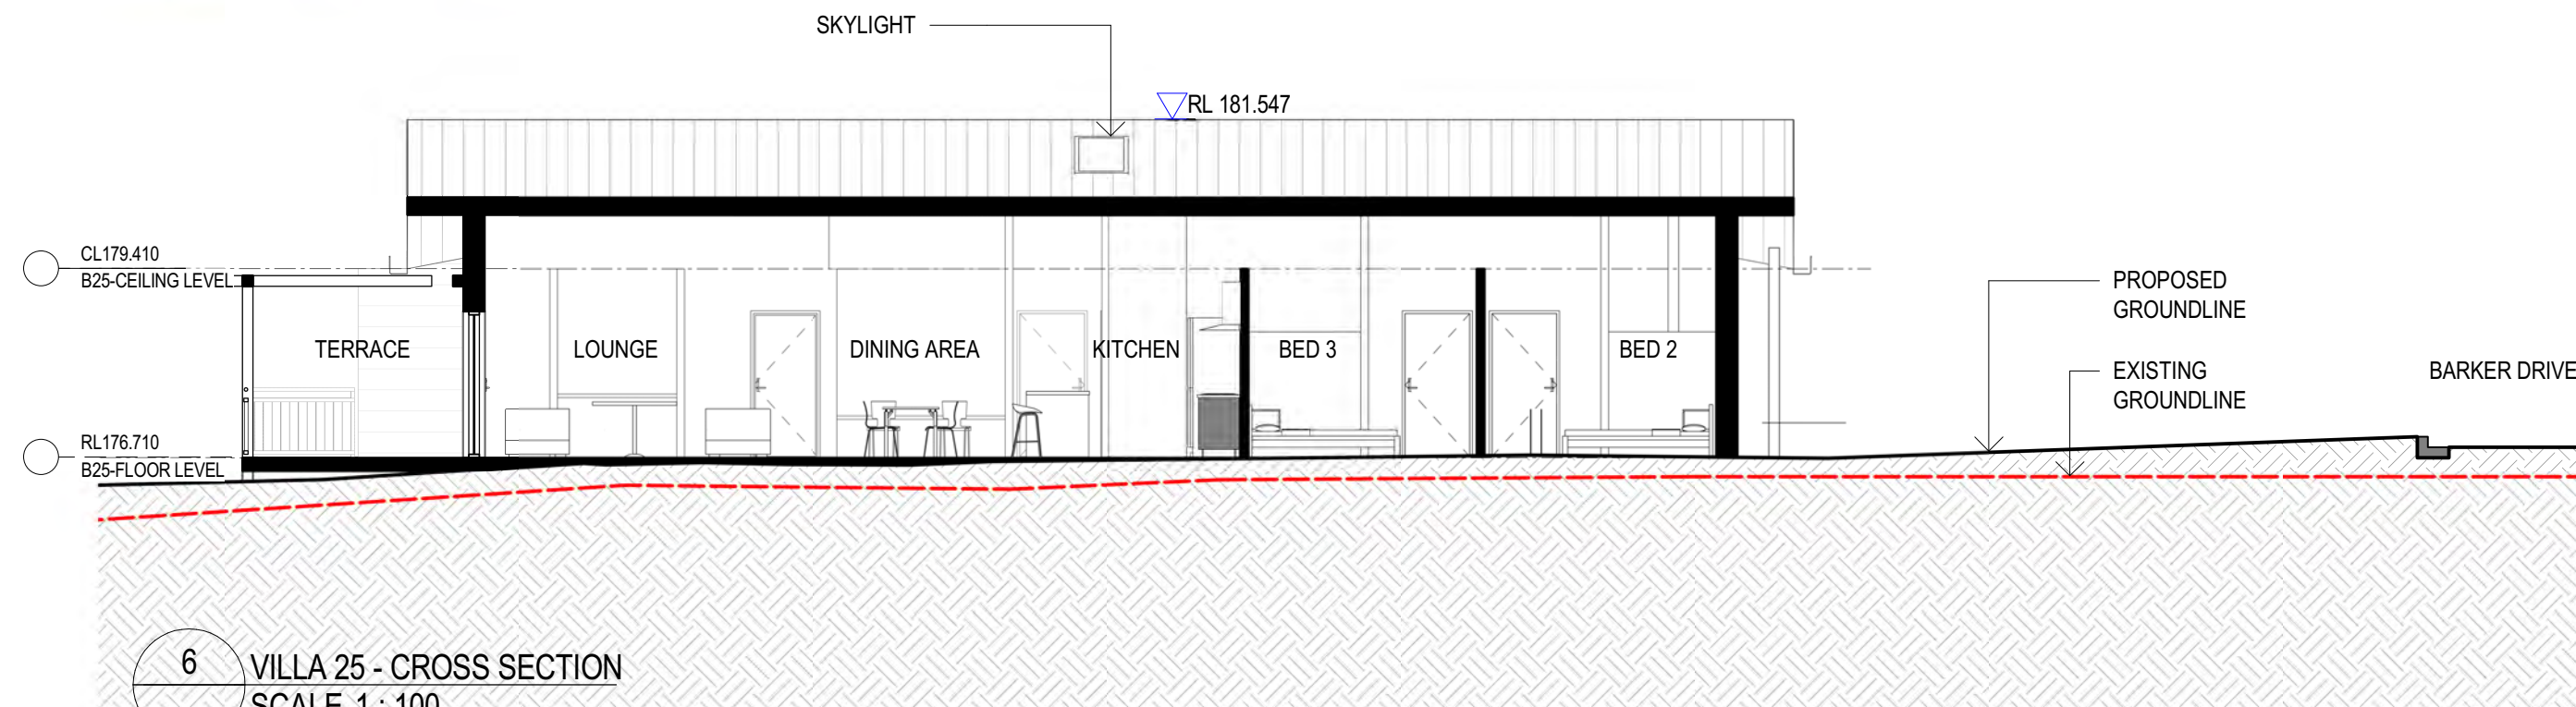 SKYLIGHT
RL 181.547
CL179.410
B25-CEILING LEVEL
PROPOSED
GROUNDLINE
TERRACE
LOUNGE
DINING AREA
KITCHEN
BED 3
BED 2
EXISTING
GROUNDLINE
BARKER DRIVE
RL176.710
B25-FLOOR LEVEL
6
VILLA 25 - CROSS SECTION
SCALE 1 : 100